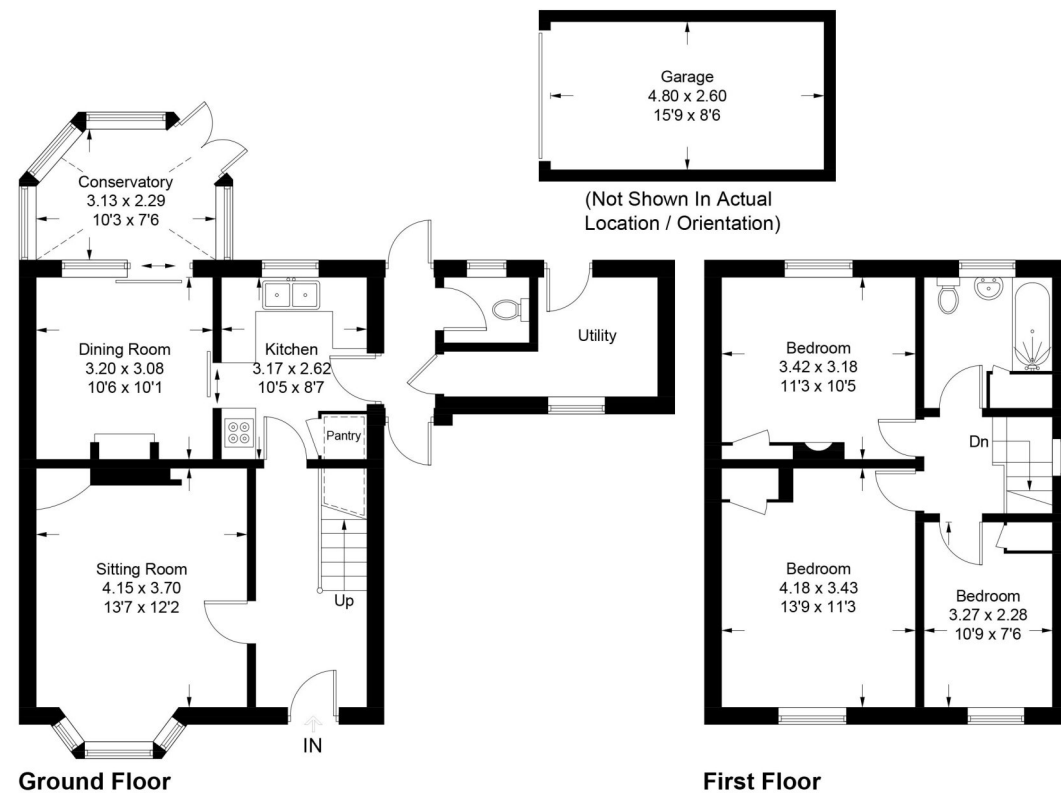 Garage
4.80 x 2.60
15'9 x 8'6
(Not Shown In Actual
Location / Orientation)
Conservatory
3.13 x 2.29
10'3 x 7'6
Dining Room
3.20 x 3.08
10'6 x 10'1
Kitchen
3.17 x 2.62
10'5 x 8'7
Utility
Pantry
Sitting Room
4.15 x 3.70
13'7 x 12'2
Up
IN
Ground Floor
Bedroom
3.42 x 3.18
11'3 x 10'5
Dn
Bedroom
4.18 x 3.43
13'9 x 11'3
Bedroom
3.27 x 2.28
10'9 x 7'6
First Floor